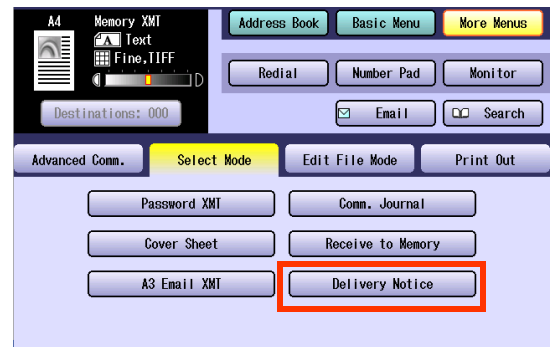 A4 Memory XMT
A Text
Fine,TIFF
D
Destinations: 000
Address Book Basic Menu More Menus
Redial Number Pad Monitor
Email Search
Advanced Comm. Select Mode Edit File Mode Print Out
Password XMT Comm. Journal
Cover Sheet Receive to Memory
A3 Email XMT Delivery Notice